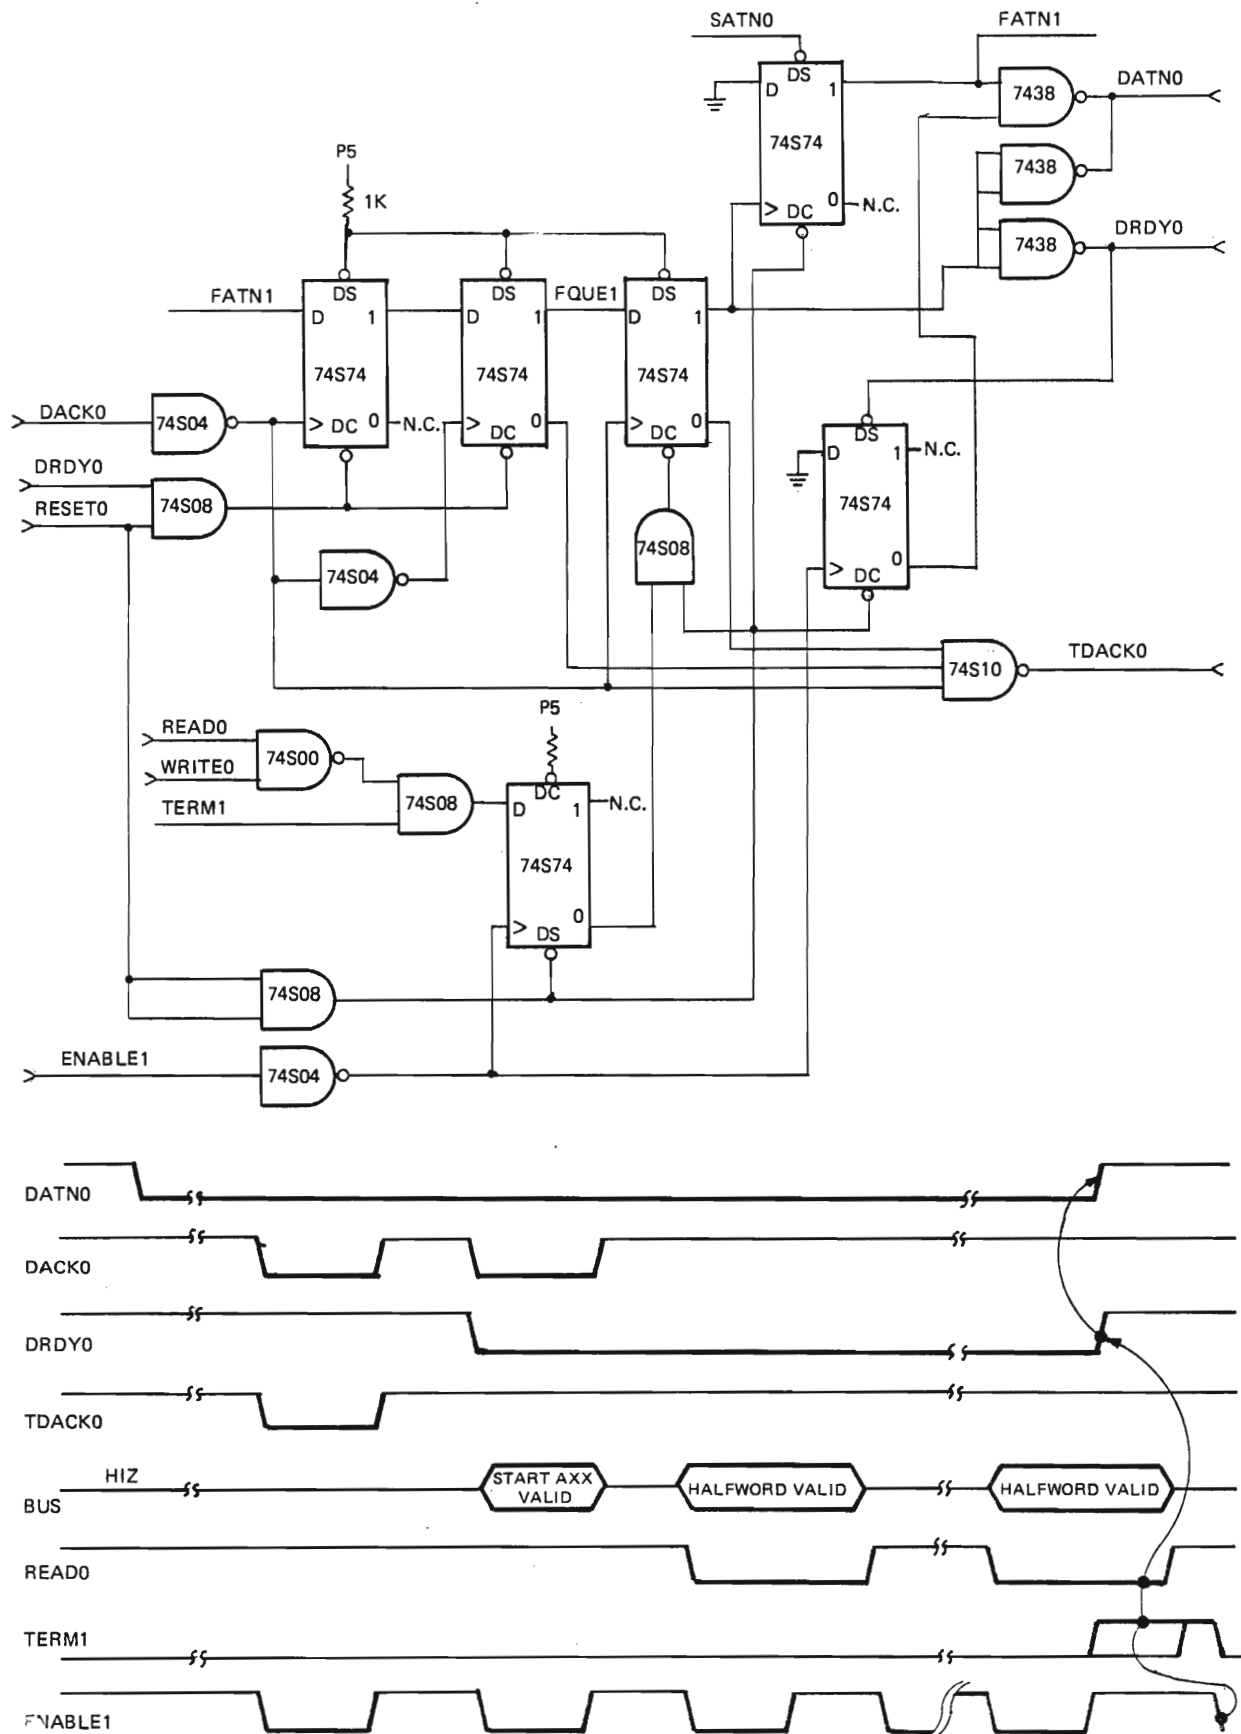 SATN0
FATN1
DS
D
1
7438
DATN0
74S74
7438
P5
1K
0
N.C.
DC
7438
DRDY0
FATN1
DS
D
1
DS
D
1
FQUE1
DS
D
1
74S74
74S74
74S74
DACK0
74S04
DC
0
N.C.
DC
0
DC
0
DS
D
1
N.C.
DRDY0
RESET0
74S08
74S74
74S04
74S08
0
DC
74S10
TDACK0
P5
READ0
74S00
WRITE0
TERM1
74S08
DC
D
1
N.C.
74S74
0
DS
74S08
ENABLE1
74S04
DATN0
DACK0
DRDY0
TDACK0
HIZ
BUS
START AXX
VALID
HALFWORD VALID
HALFWORD VALID
READ0
TERM1
ENABLE1